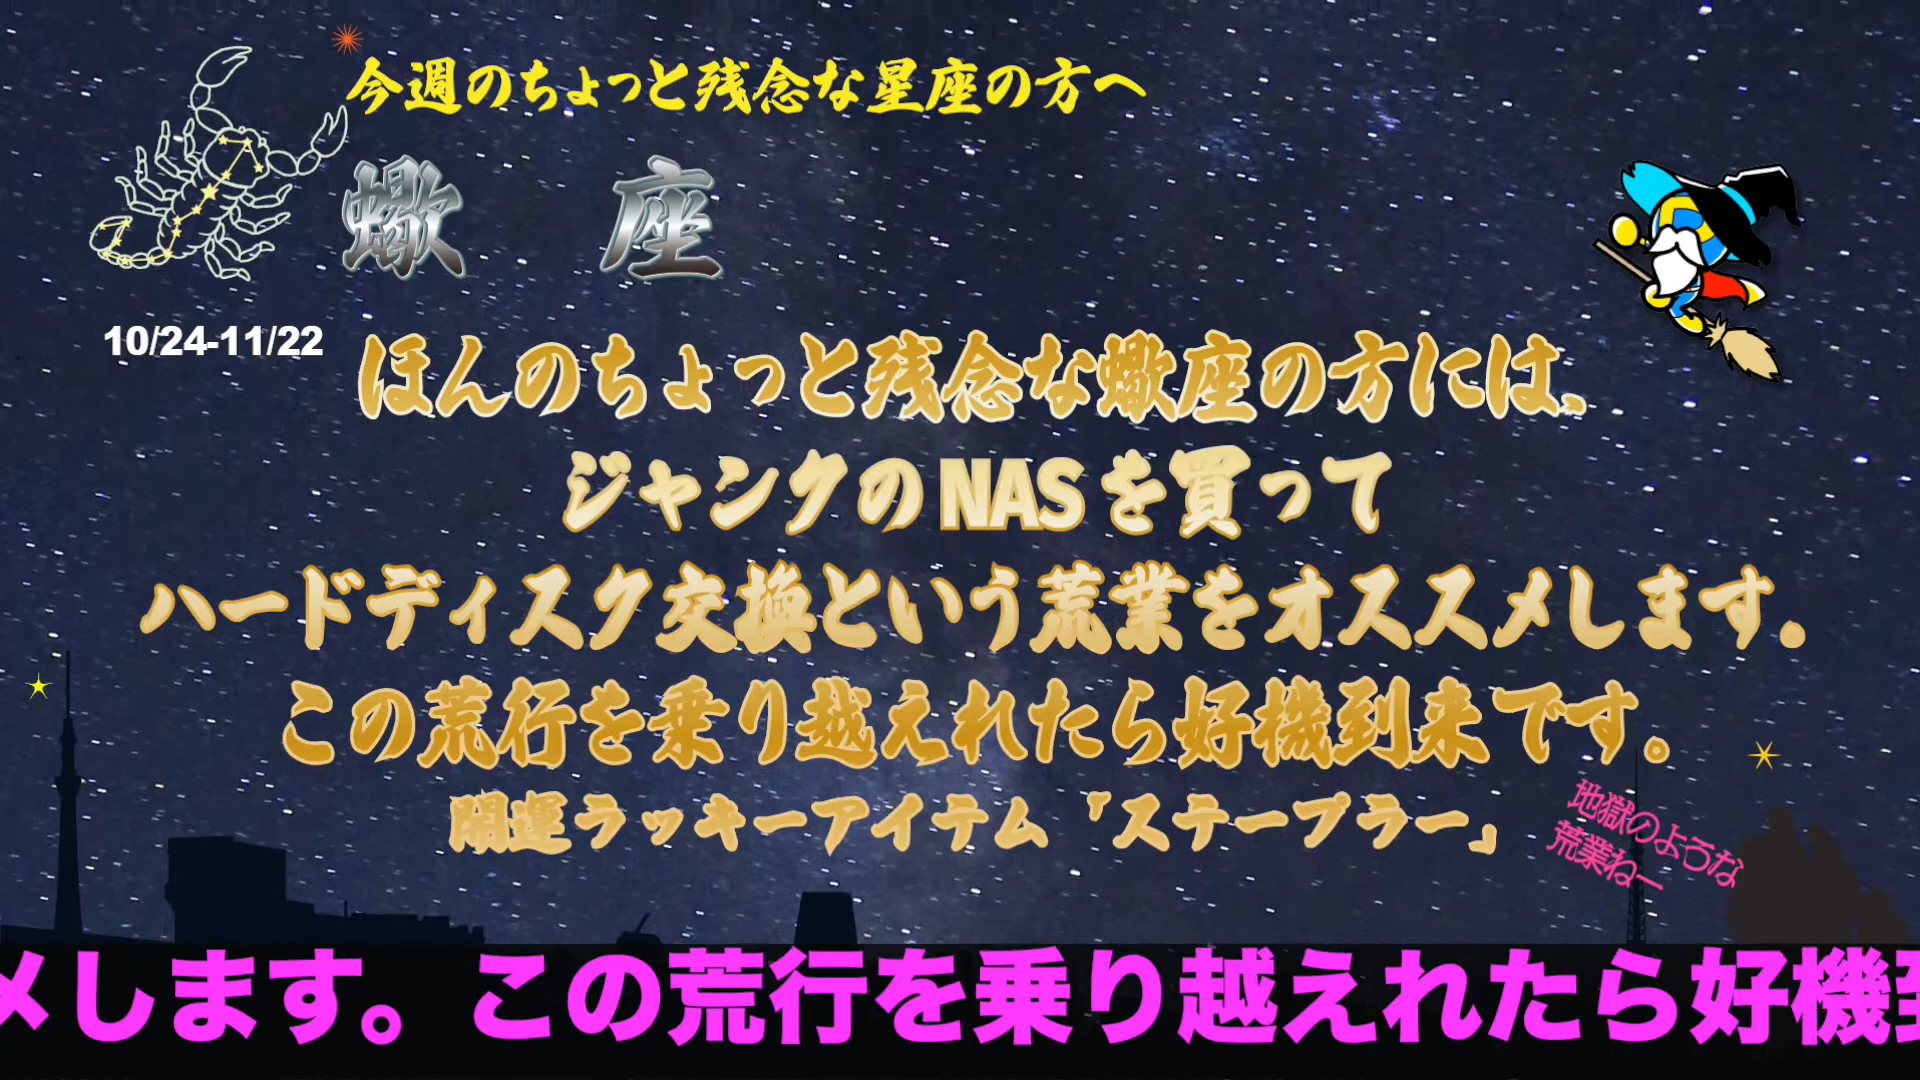 今週のちょっと残念な星座の方へ
蠍 座
10/24-11/22
ほんのちょっと残念な蠍座の方には、
ジャンクのNASを買って
ハードディスク交換という荒業をオススメします。
この荒行を乗り越えれたら好機到来です。
開運ラッキーアイテム「ステープラー」
地獄のような
荒業ねー
メします。この荒行を乗り越えれたら好機到